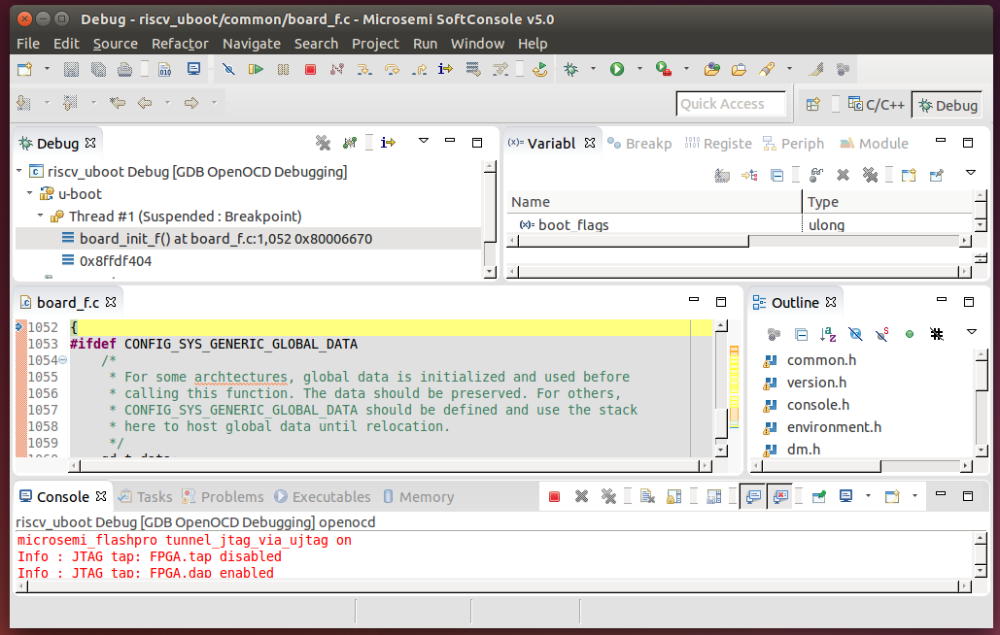 Debug - riscv_uboot/common/board_f.c - Microsemi SoftConsole v5.0
File Edit Source Refactor Navigate Search Project Run Window Help
Quick Access
C/C++
Debug
Debug
riscv_uboot Debug [GDB OpenOCD Debugging]
u-boot
Thread #1 (Suspended : Breakpoint)
board_init_f() at board_f.c:1,052 0x80006670
0x8ffdf404
(x)= Variabl Breakp Registe Periph Module
Name Type
(x)= boot_flags ulong
board_f.c
1052 {
1053 #ifdef CONFIG_SYS_GENERIC_GLOBAL_DATA
1054 /*
1055 * For some archtectures, global data is initialized and used before
1056 * calling this function. The data should be preserved. For others,
1057 * CONFIG_SYS_GENERIC_GLOBAL_DATA should be defined and use the stack
1058 * here to host global data until relocation.
1059 */
Outline
common.h
version.h
console.h
environment.h
dm.h
Console Tasks Problems Executables Memory
riscv_uboot Debug [GDB OpenOCD Debugging] openocd
microsemi_flashpro tunnel_jtag_via_ujtag on
Info : JTAG tap: FPGA.tap disabled
Info : JTAG tap: FPGA.dap enabled